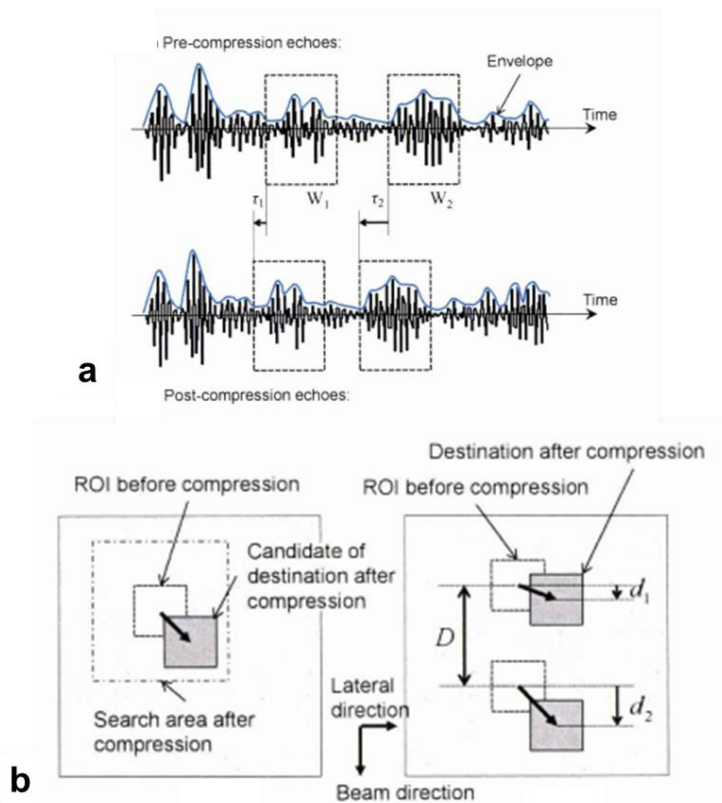 Pre-compression echoes:
Envelope
Time
τ1
W1
τ2
W2
Time
a
Post-compression echoes:
Destination after compression
ROI before compression
ROI before compression
Candidate of
destination after
compression
d1
D
Lateral
direction
d2
Search area after
compression
b
Beam direction